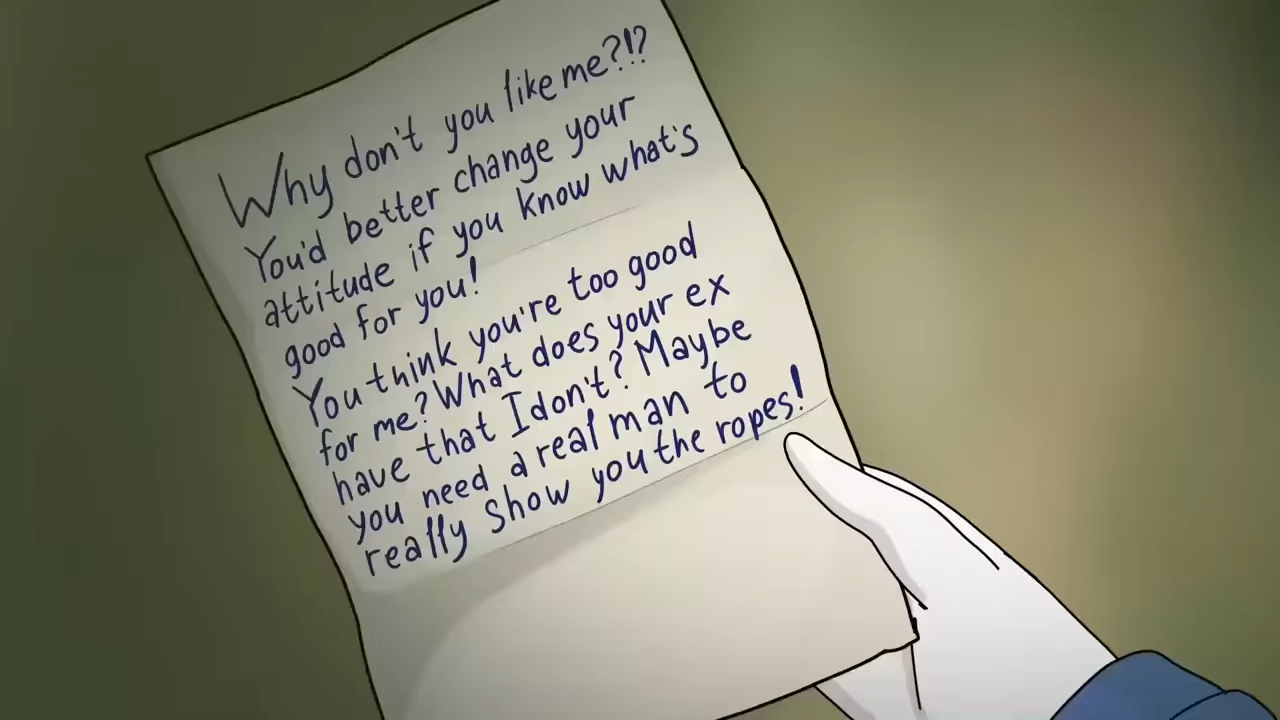 Why don't you like me?!?
You'd better change your
attitude if you know what's
good for you!
You think you're too good
for me? What does your ex
have that I don't? Maybe
you need a real man to
really show you the ropes!